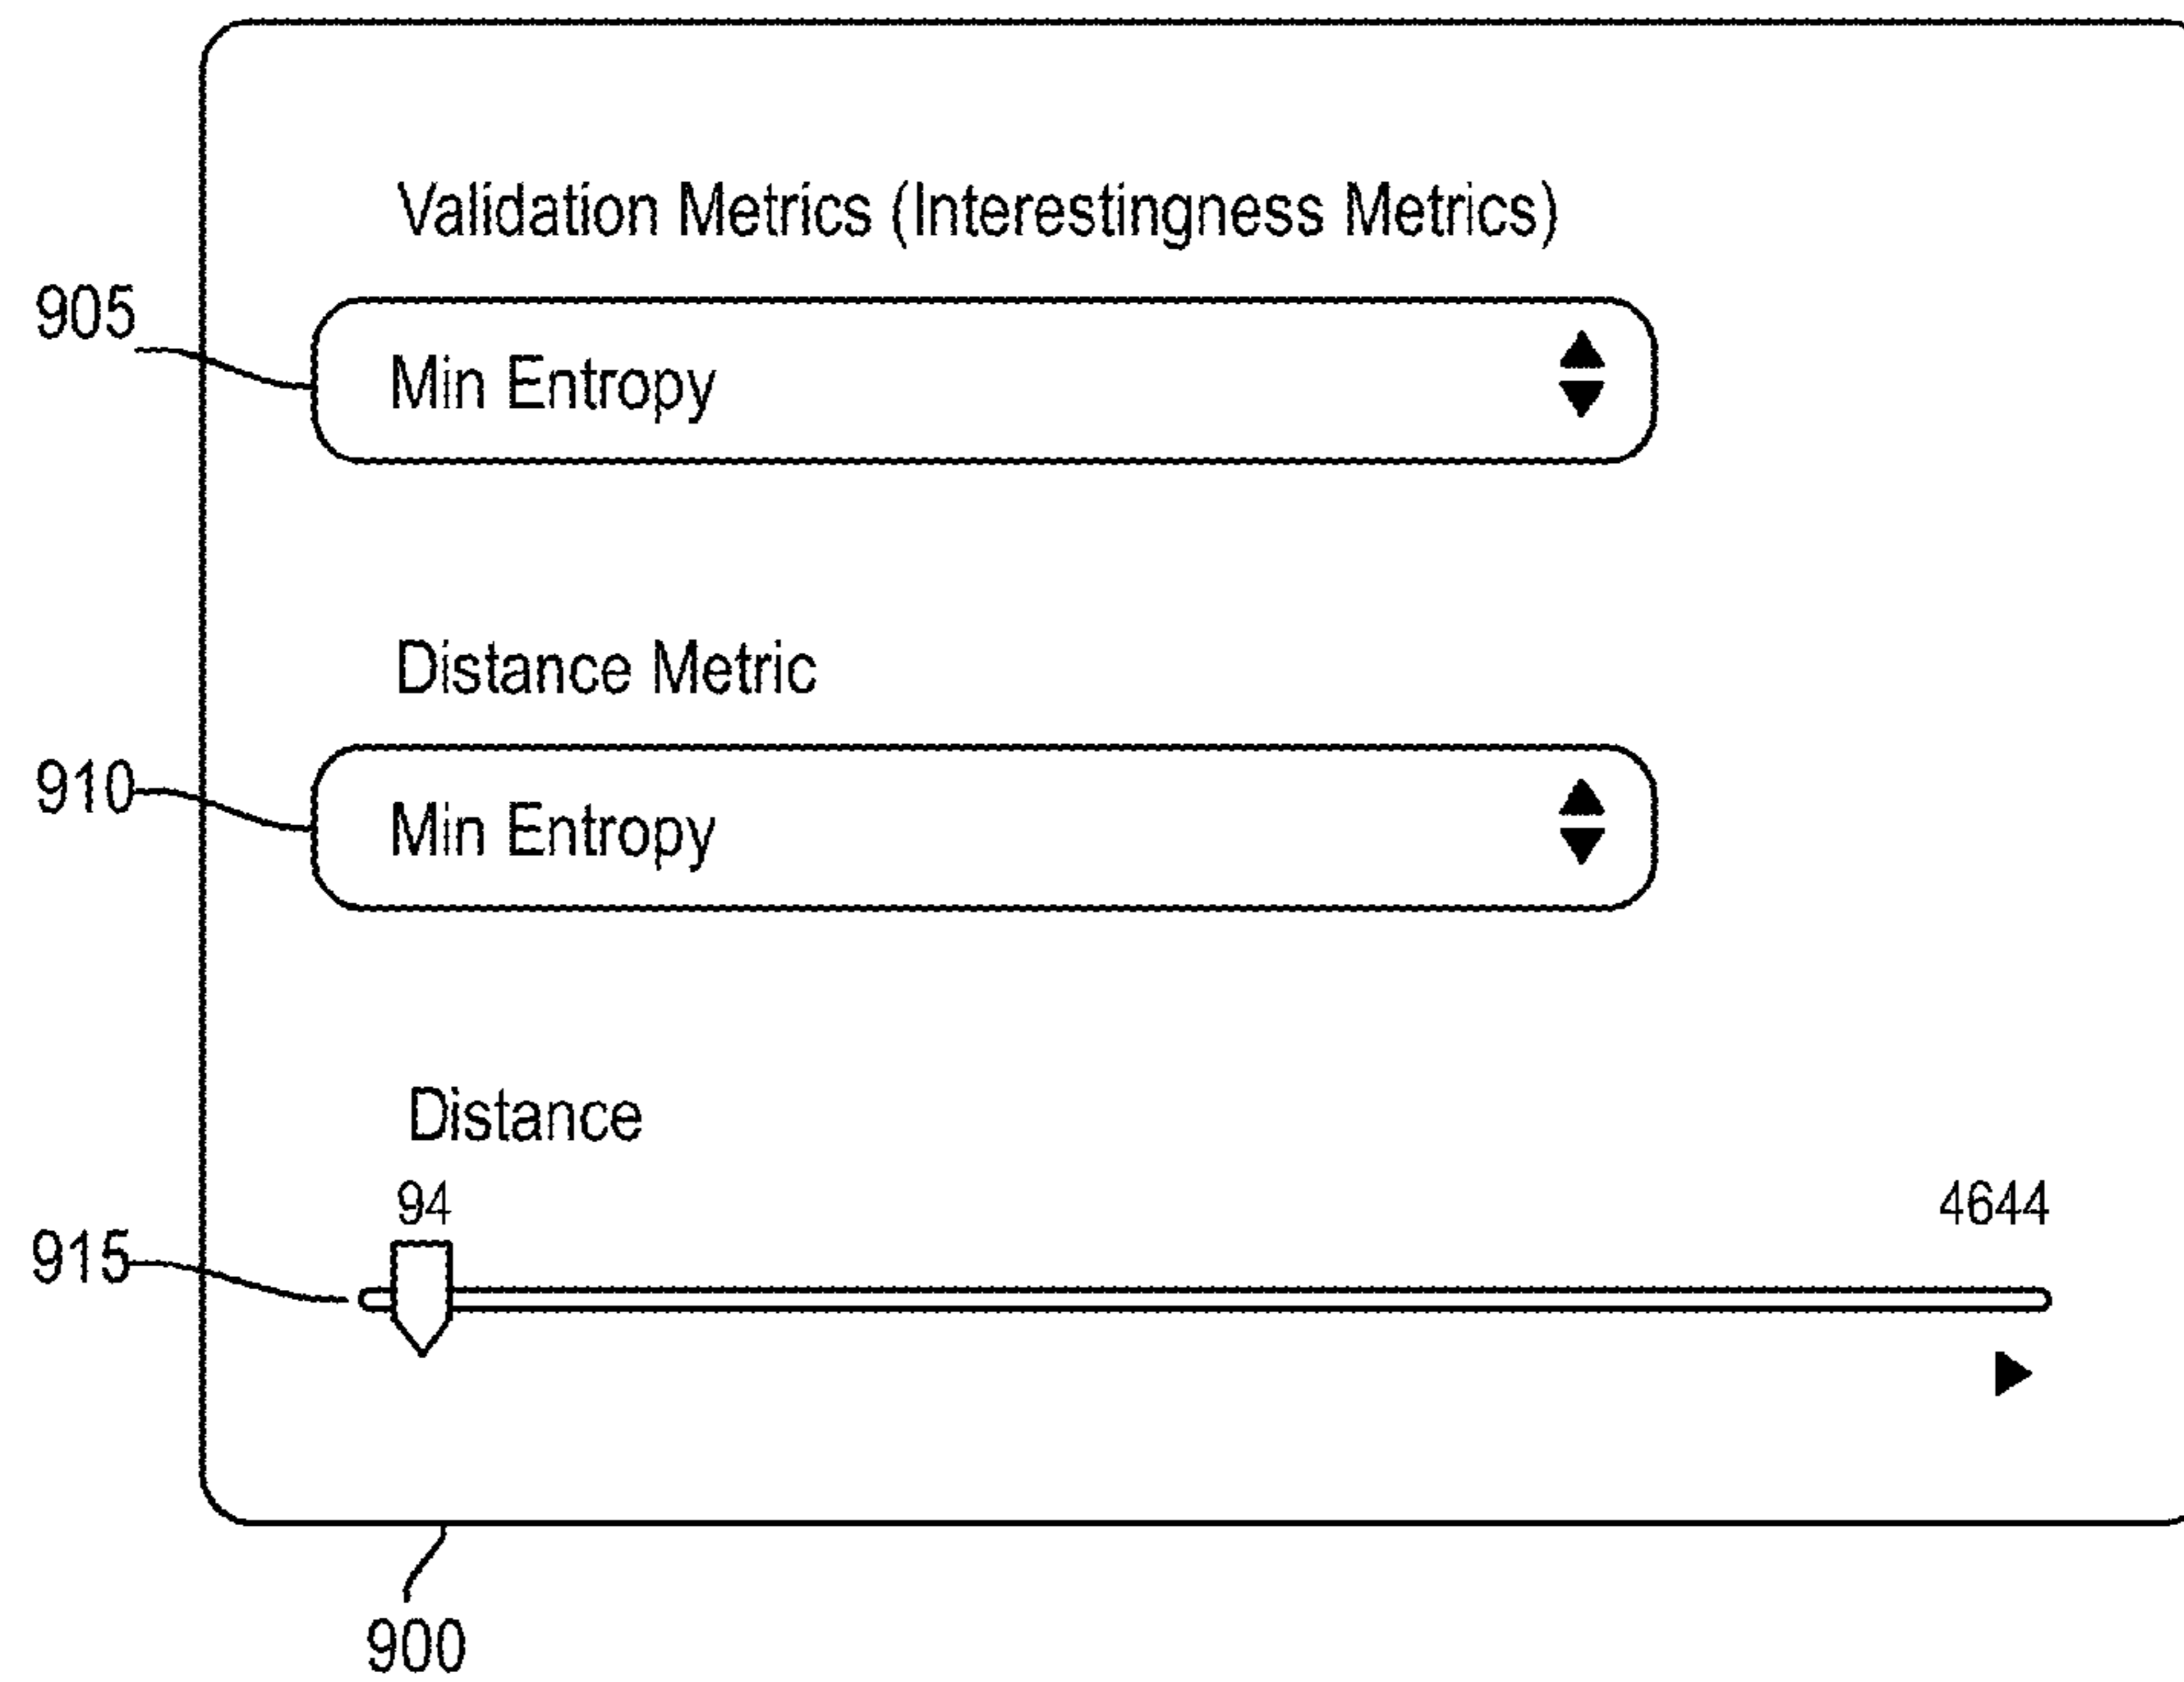 Validation Metrics (Interestingness Metrics)
905
Min Entropy
Distance Metric
910
Min Entropy
Distance
94
4644
915
900